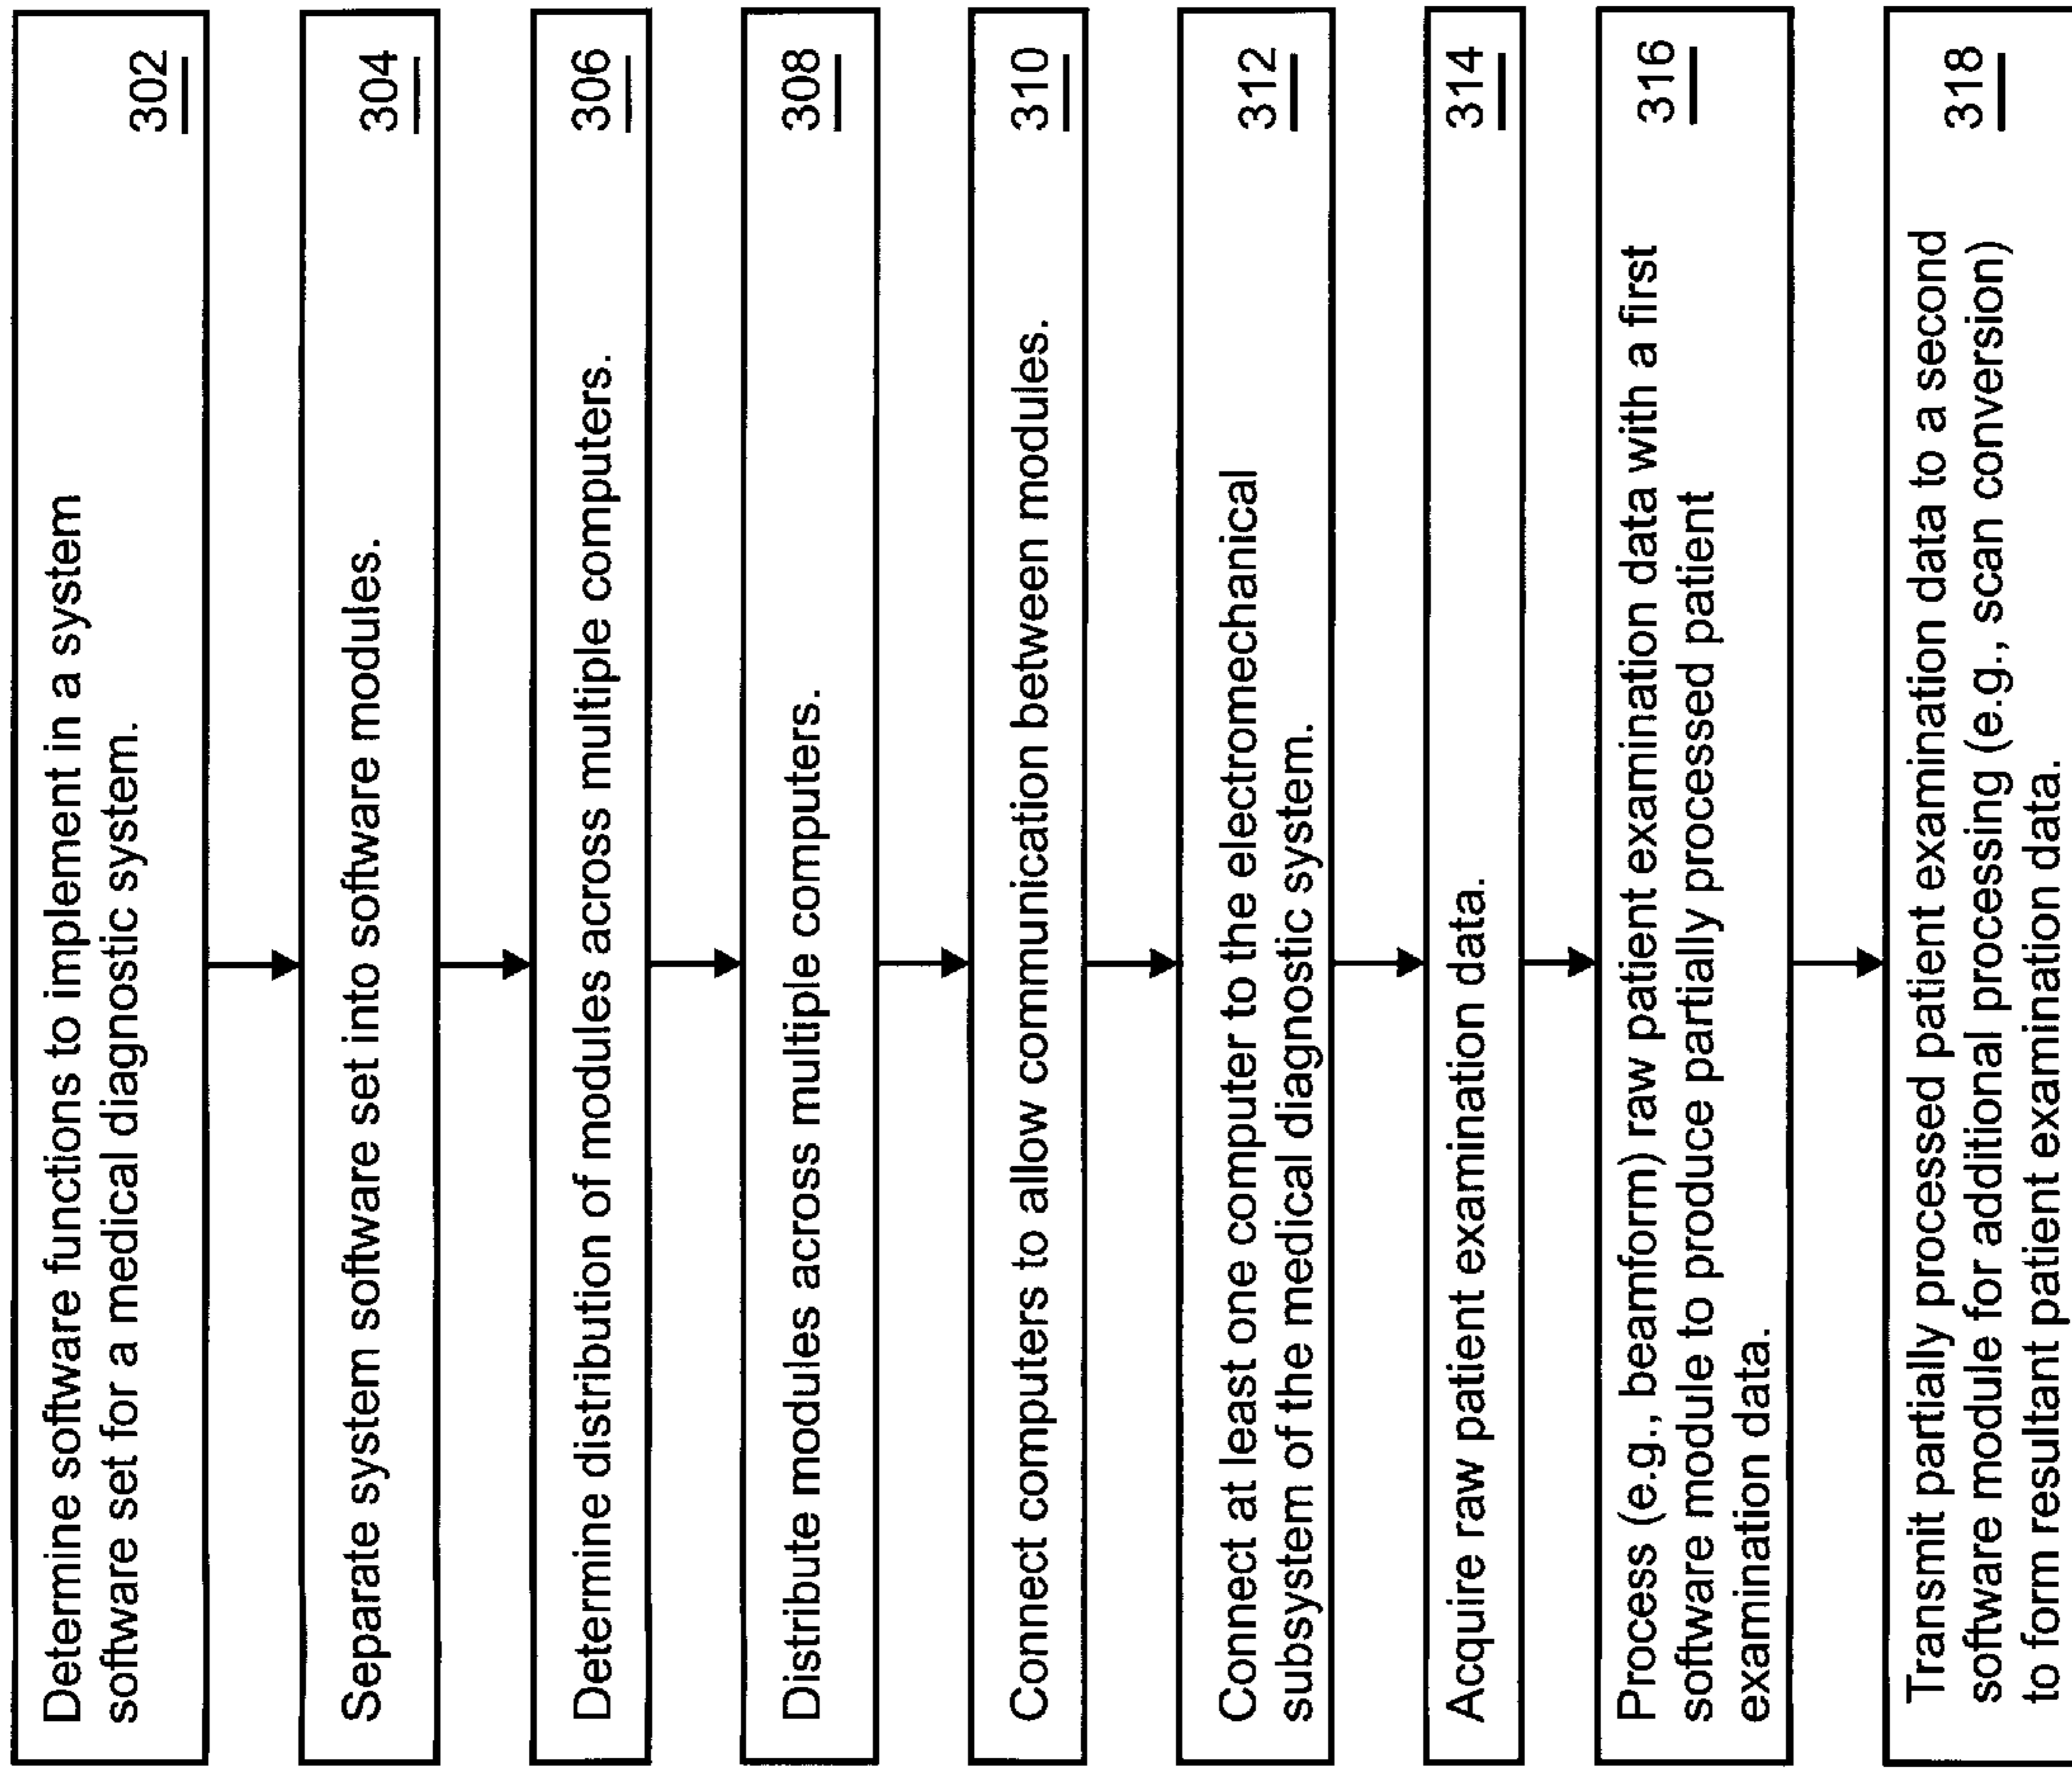 Determine software functions to implement in a system
software set for a medical diagnostic system.
302
Separate system software set into software modules.
304
Determine distribution of modules across multiple computers.
306
Distribute modules across multiple computers.
308
Connect computers to allow communication between modules.
310
Connect at least one computer to the electromechanical
subsystem of the medical diagnostic system.
312
Acquire raw patient examination data.
314
Process (e.g., beamform) raw patient examination data with a first
software module to produce partially processed patient
examination data.
316
Transmit partially processed patient examination data to a second
software module for additional processing (e.g., scan conversion)
to form resultant patient examination data.
318